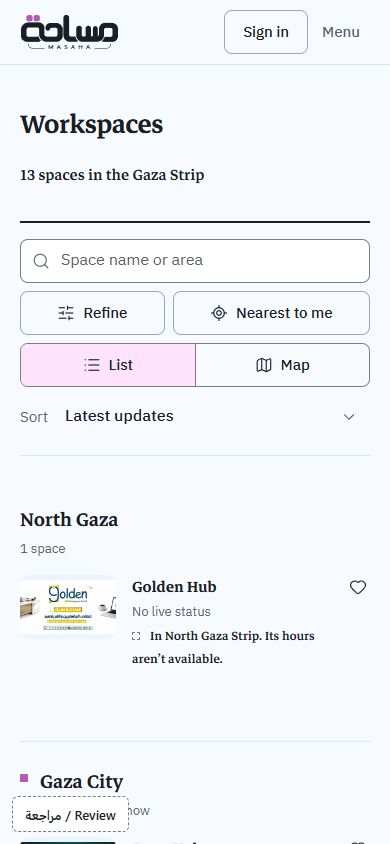 مساحة
MASAHA
Sign in
Menu
Workspaces
13 spaces in the Gaza Strip
Space name or area
Refine
Nearest to me
List
Map
Sort
Latest updates
North Gaza
1 space
Golden Hub
No live status
In North Gaza Strip. Its hours
aren’t available.
golden
Gaza City
now
مراجعة / Review